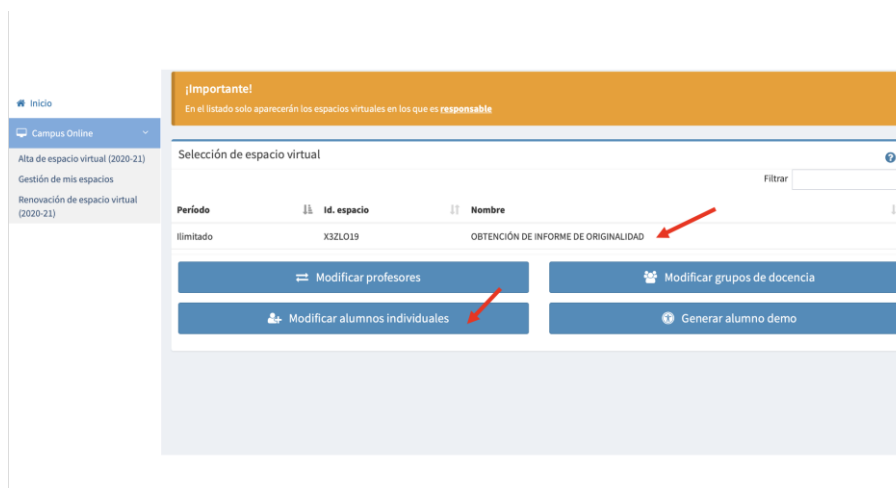 ¡Importante!
En el listado solo aparecerán los espacios virtuales en los que es responsable
Inicio
Campus Online
Alta de espacio virtual (2020-21)
Gestión de mis espacios
Renovación de espacio virtual
(2020-21)
Selección de espacio virtual
Filtrar
Período Id. espacio Nombre
Ilimitado X3ZLO19 OBTENCIÓN DE INFORME DE ORIGINALIDAD
Modificar profesores Modificar grupos de docencia
Modificar alumnos individuales Generar alumno demo